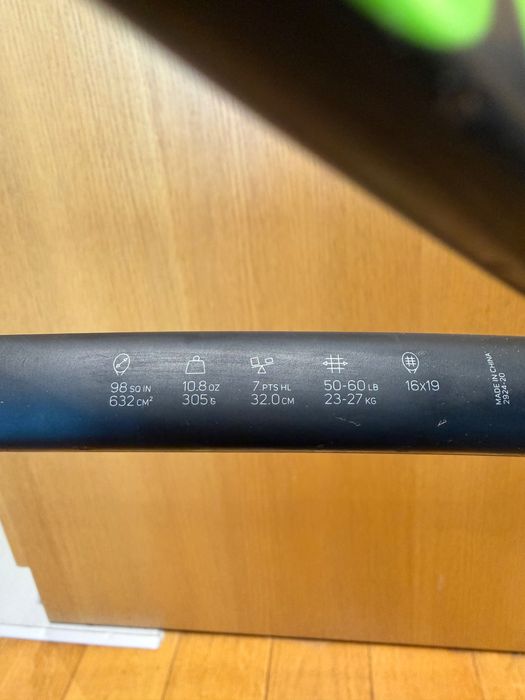 98 SQ IN
632 CM²
10.8 OZ
305 G
7 PTS HL
32.0 CM
50-60 LB
23-27 KG
16x19
MADE IN CHINA
2924-20